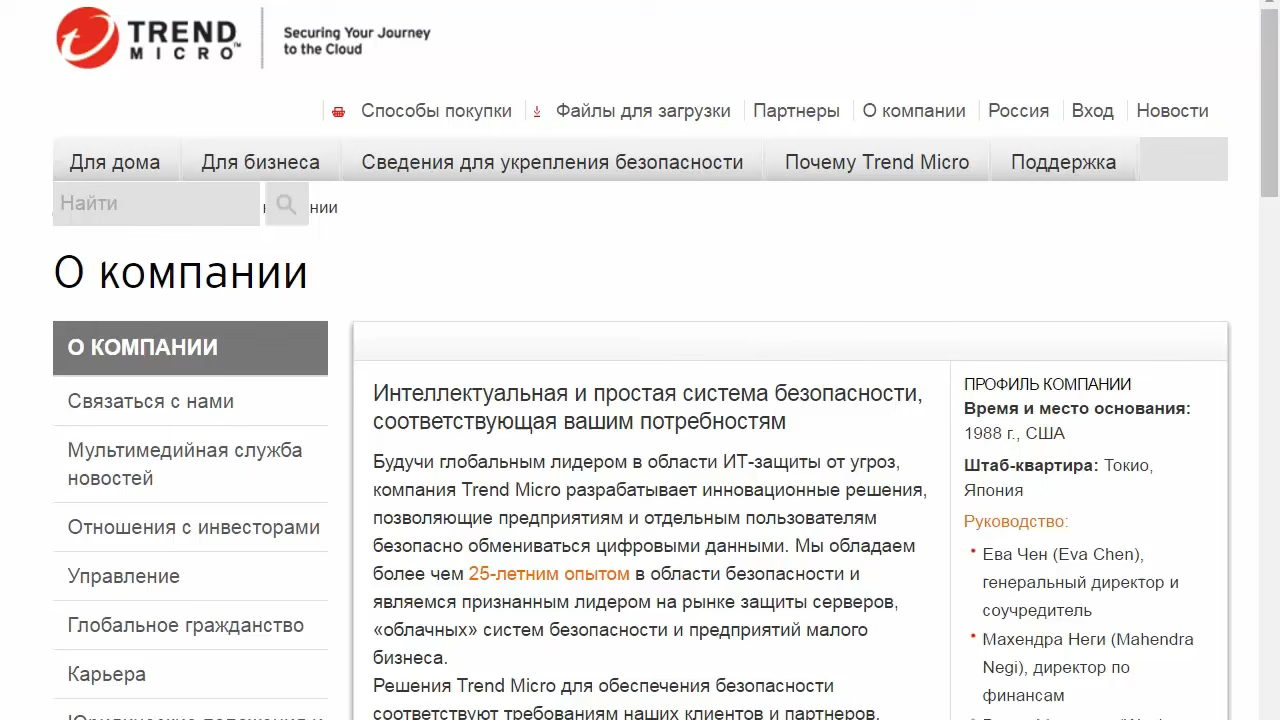 TREND MICRO™
Securing Your Journey
to the Cloud
Способы покупки
Файлы для загрузки
Партнеры
О компании
Россия
Вход
Новости
Для дома
Для бизнеса
Сведения для укрепления безопасности
Почему Trend Micro
Поддержка
Найти
нии
О компании
О КОМПАНИИ
Связаться с нами
Мультимедийная служба
новостей
Отношения с инвесторами
Управление
Глобальное гражданство
Карьера
Интеллектуальная и простая система безопасности,
соответствующая вашим потребностям
Будучи глобальным лидером в области ИТ-защиты от угроз,
компания Trend Micro разрабатывает инновационные решения,
позволяющие предприятиям и отдельным пользователям
безопасно обмениваться цифровыми данными. Мы обладаем
более чем 25-летним опытом в области безопасности и
являемся признанным лидером на рынке защиты серверов,
«облачных» систем безопасности и предприятий малого
бизнеса.
Решения Trend Micro для обеспечения безопасности
соответствуют требованиям наших клиентов и партнеров.
ПРОФИЛЬ КОМПАНИИ
Время и место основания:
1988 г., США
Штаб-квартира: Токио,
Япония
Руководство:
Ева Чен (Eva Chen),
генеральный директор и
соучредитель
Махендра Неги (Mahendra
Negi), директор по
финансам